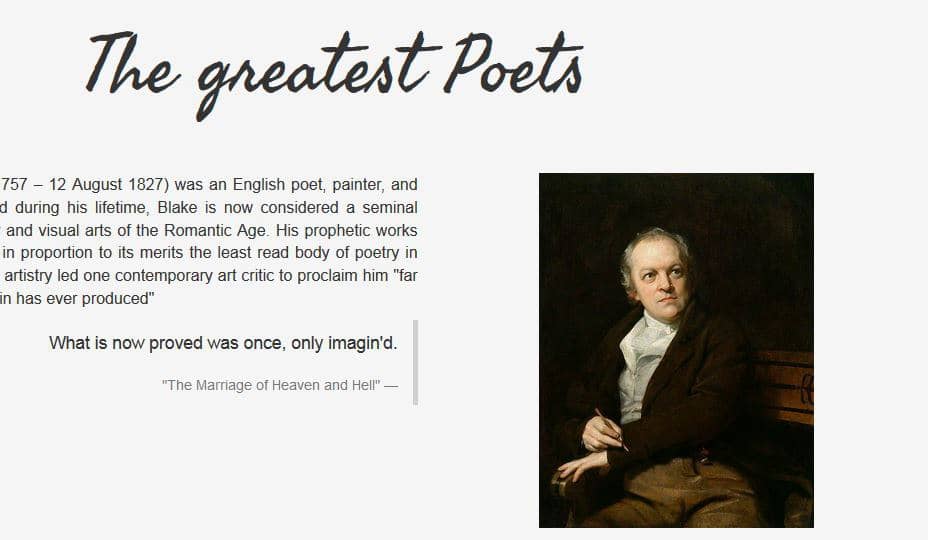 The greatest Poets
757 – 12 August 1827) was an English poet, painter, and
d during his lifetime, Blake is now considered a seminal
and visual arts of the Romantic Age. His prophetic works
in proportion to its merits the least read body of poetry in
artistry led one contemporary art critic to proclaim him "far
in has ever produced"
What is now proved was once, only imagin'd.
"The Marriage of Heaven and Hell" —